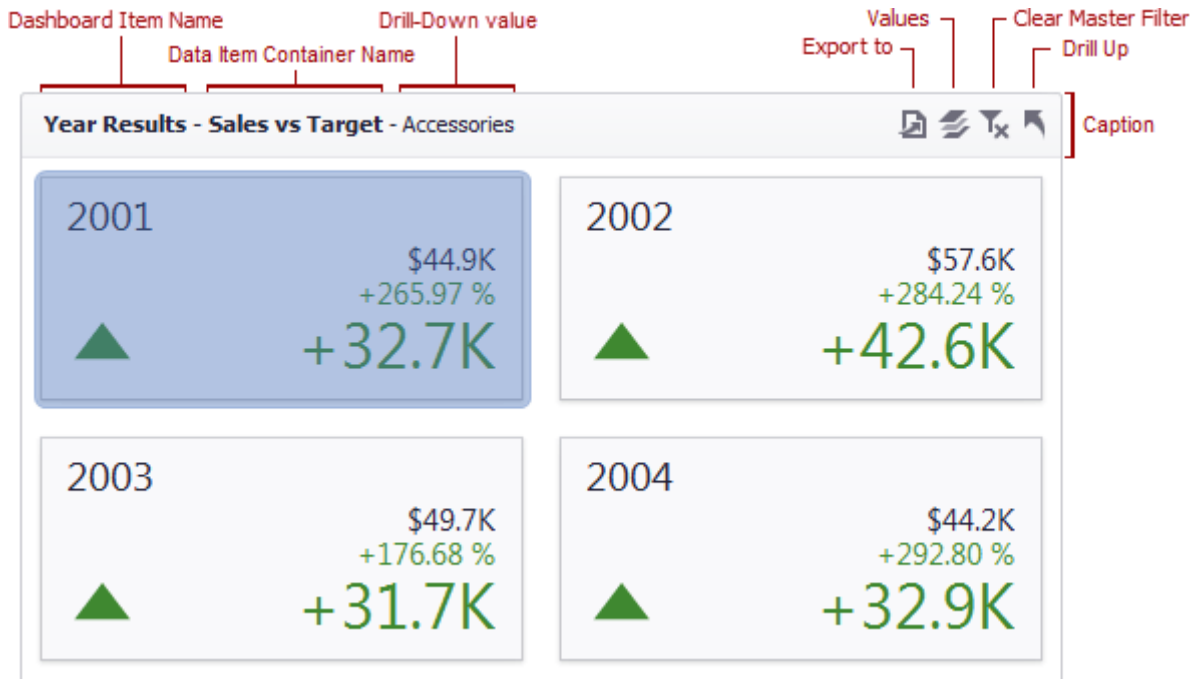 Dashboard Item Name
Drill-Down value
Values
Clear Master Filter
Data Item Container Name
Export to
Drill Up
Year Results - Sales vs Target - Accessories
Caption
2001
$44.9K
+265.97 %
+32.7K
2002
$57.6K
+284.24 %
+42.6K
2003
$49.7K
+176.68 %
+31.7K
2004
$44.2K
+292.80 %
+32.9K